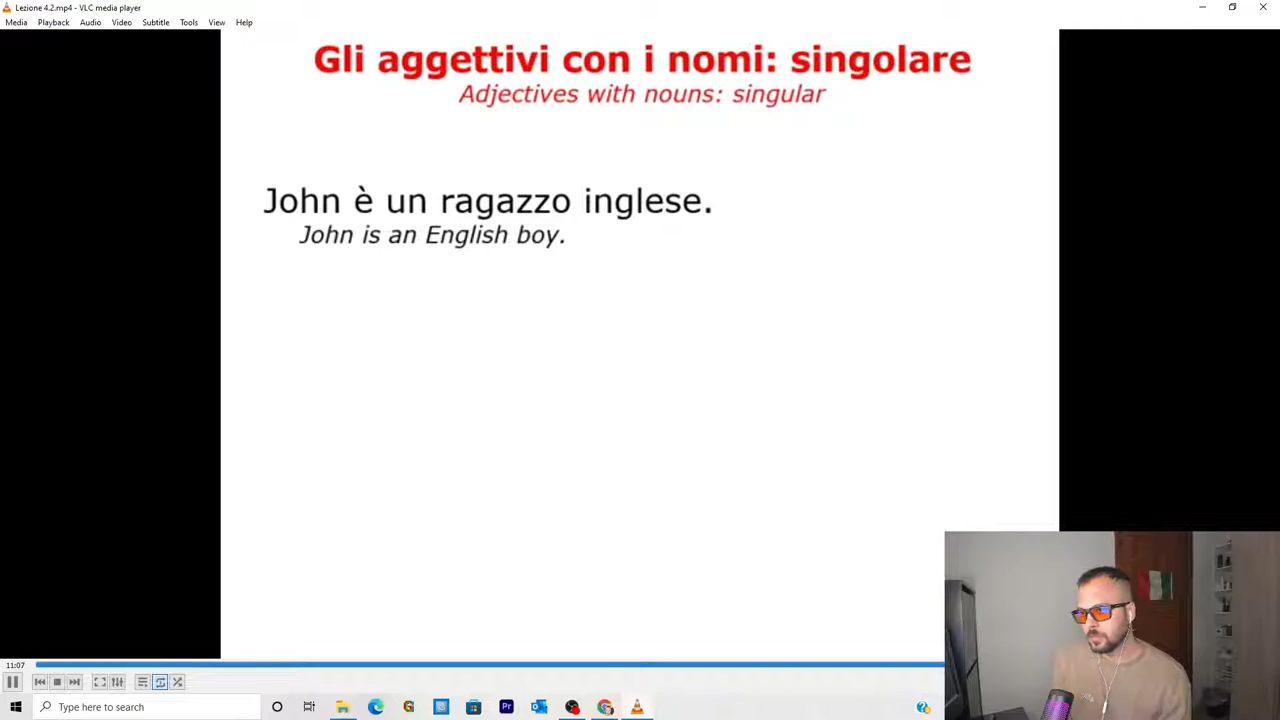 Lezione 4.2.mp4 - VLC media player
Media Playback Audio Video Subtitle Tools View Help
Gli aggettivi con i nomi: singolare
Adjectives with nouns: singular
John è un ragazzo inglese.
John is an English boy.
11:07
Type here to search